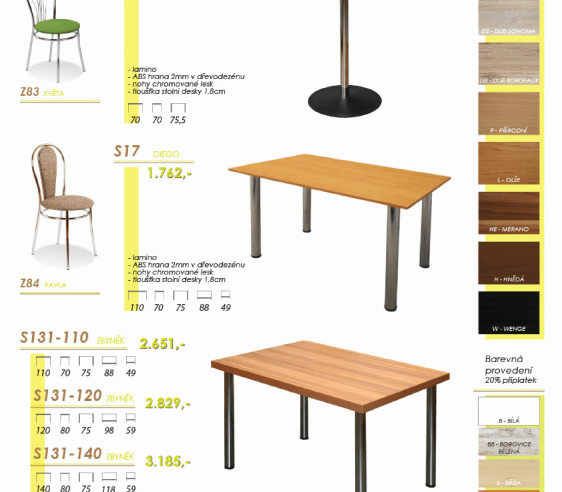 Z83 KVĚTA
- lamino
- ABS hrana 2mm v dřevodezénu
- nohy chromované lesk
- tloušťka stolní desky 1,8cm
70 70 75,5
S17 DIEGO
1.762,-
- lamino
- ABS hrana 2mm v dřevodezénu
- nohy chromované lesk
- tloušťka stolní desky 1,8cm
110 70 75 88 49
Z84 PAVLA
S131-110 ZBYNĚK 2.651,-
110 70 75 88 49
S131-120 ZBYNĚK 2.829,-
120 80 75 98 59
S131-140 ZBYNĚK 3.185,-
140 80 75 118 59
DS - DUB SONOMA
DB - DUB BORDEAUX
P - PŘÍRODNÍ
L - OLŠE
ME - MERANO
H - HNĚDÁ
W - WENGE
Barevná
provedení
20% příplatek
B - BÍLÁ
BB - BOROVICE
BĚLENÁ
S - BŘÍZA